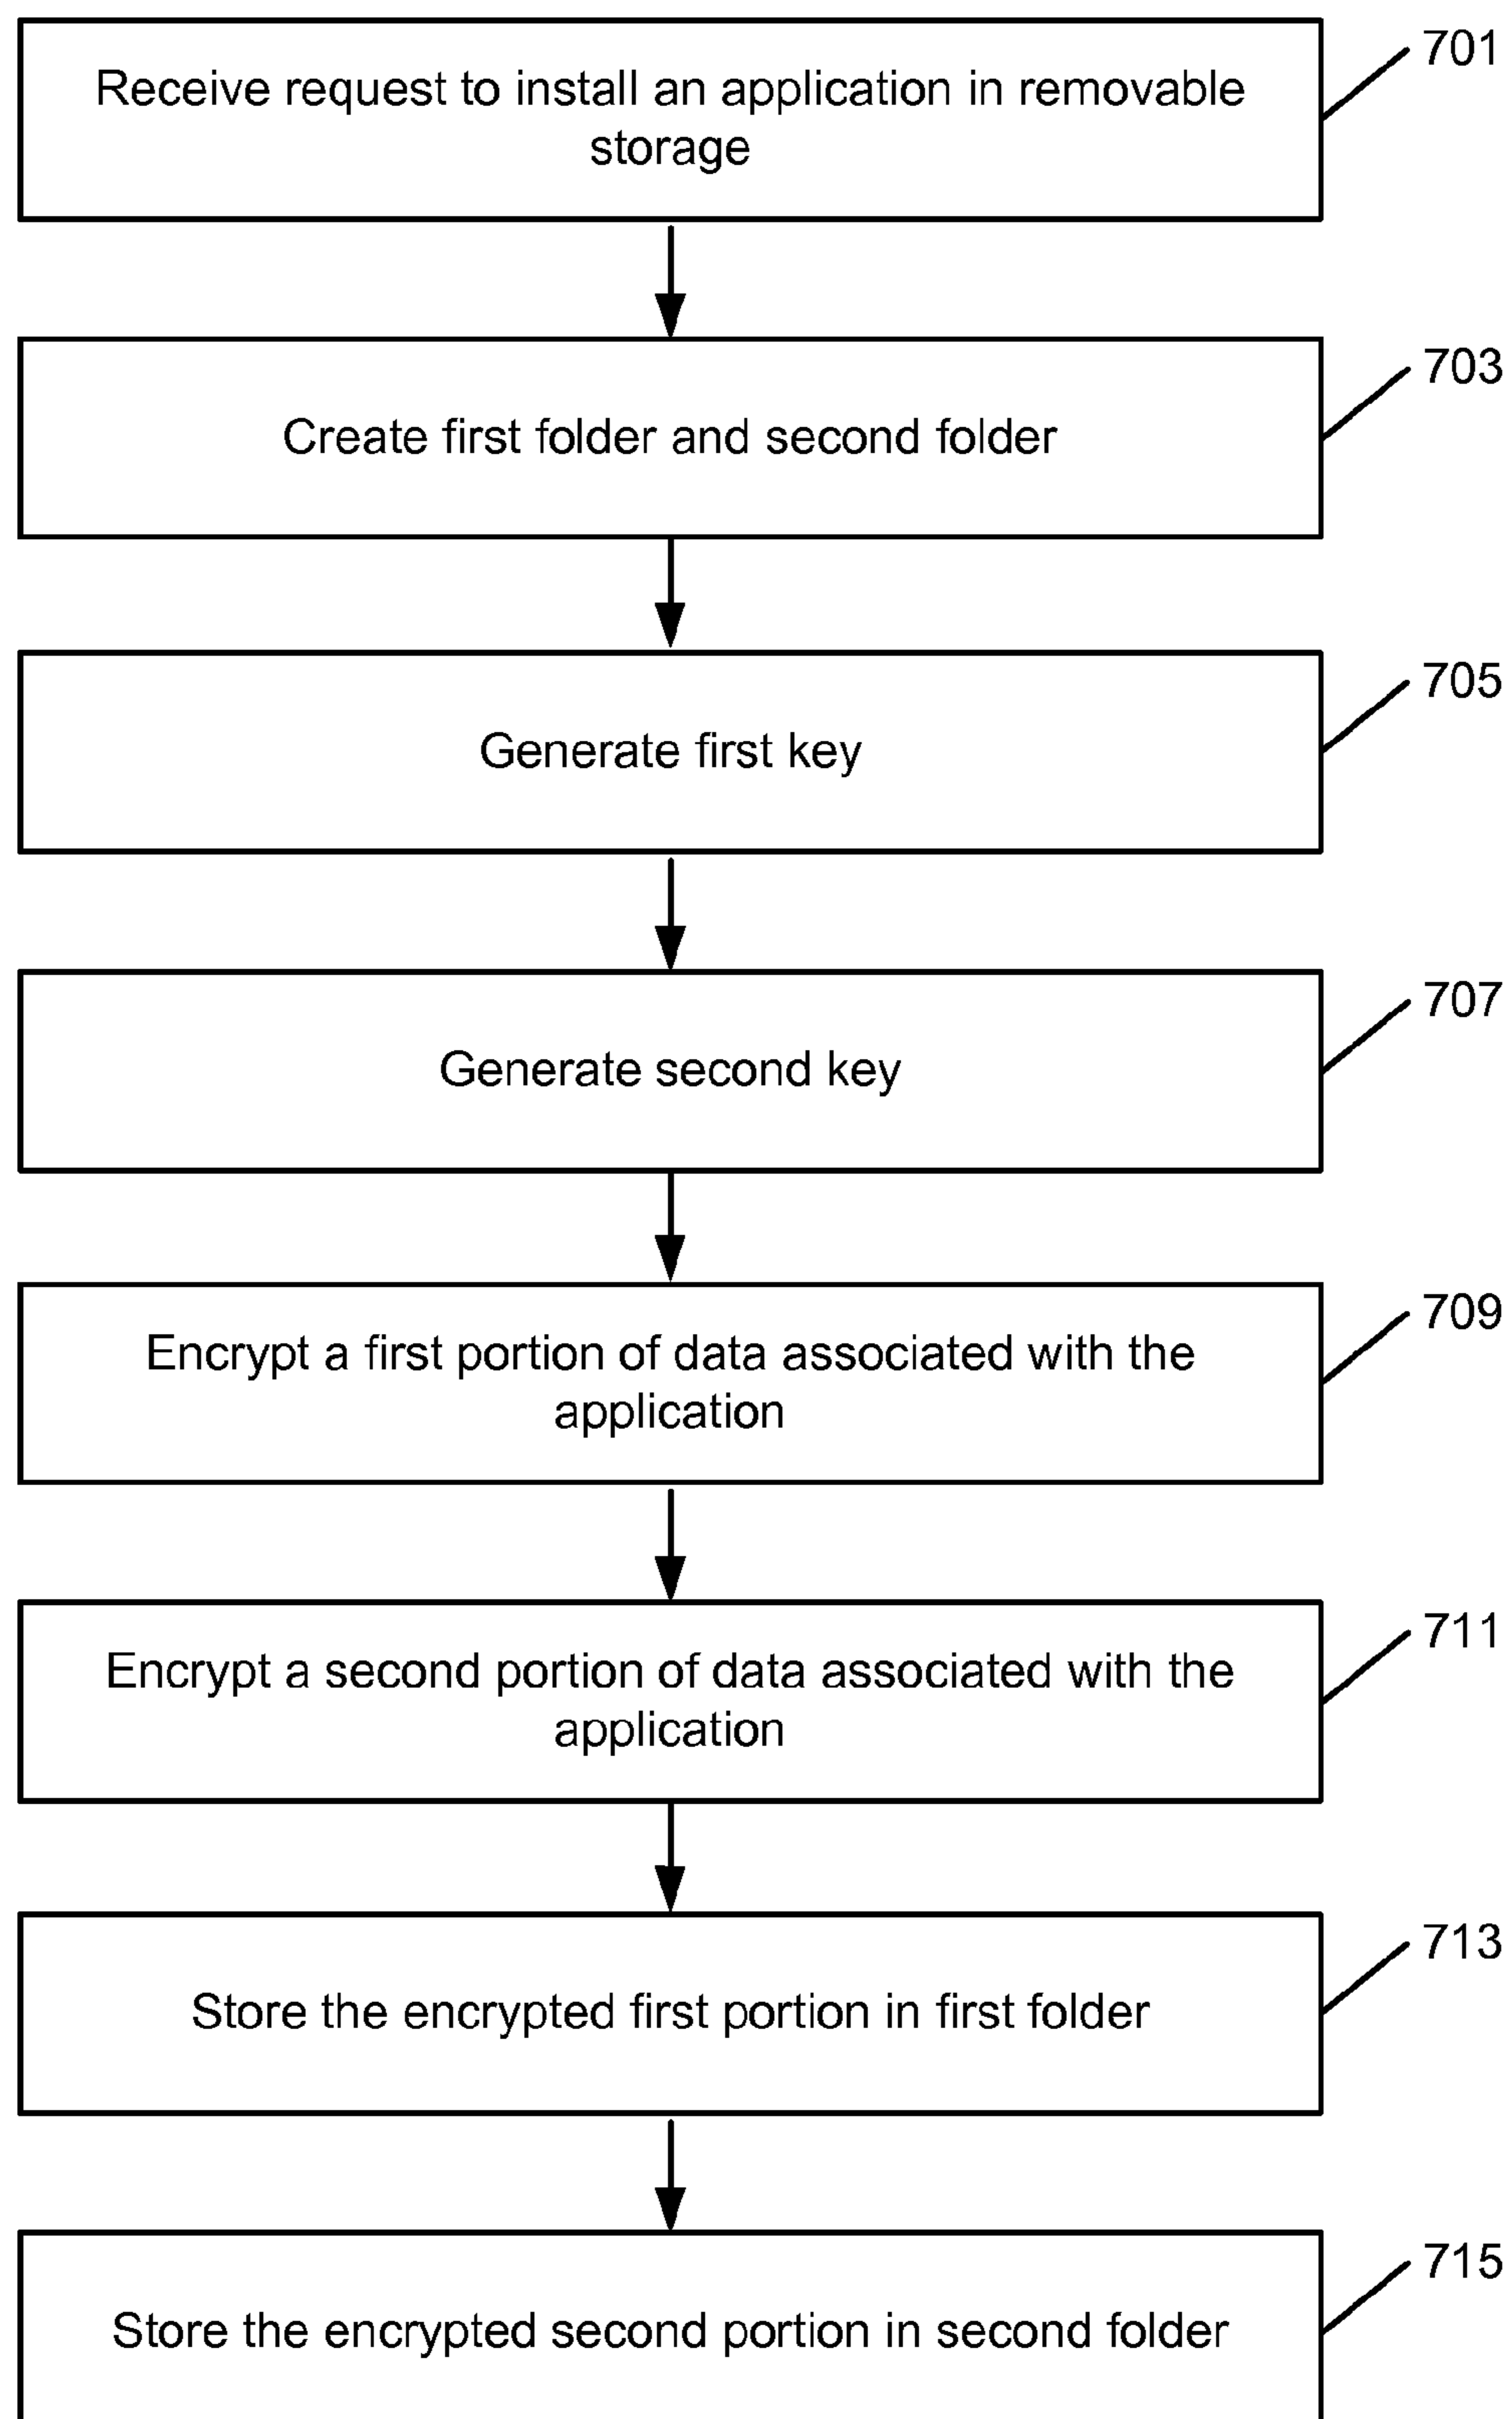 Receive request to install an application in removable
storage
701
Create first folder and second folder
703
Generate first key
705
Generate second key
707
Encrypt a first portion of data associated with the
application
709
Encrypt a second portion of data associated with the
application
711
Store the encrypted first portion in first folder
713
Store the encrypted second portion in second folder
715